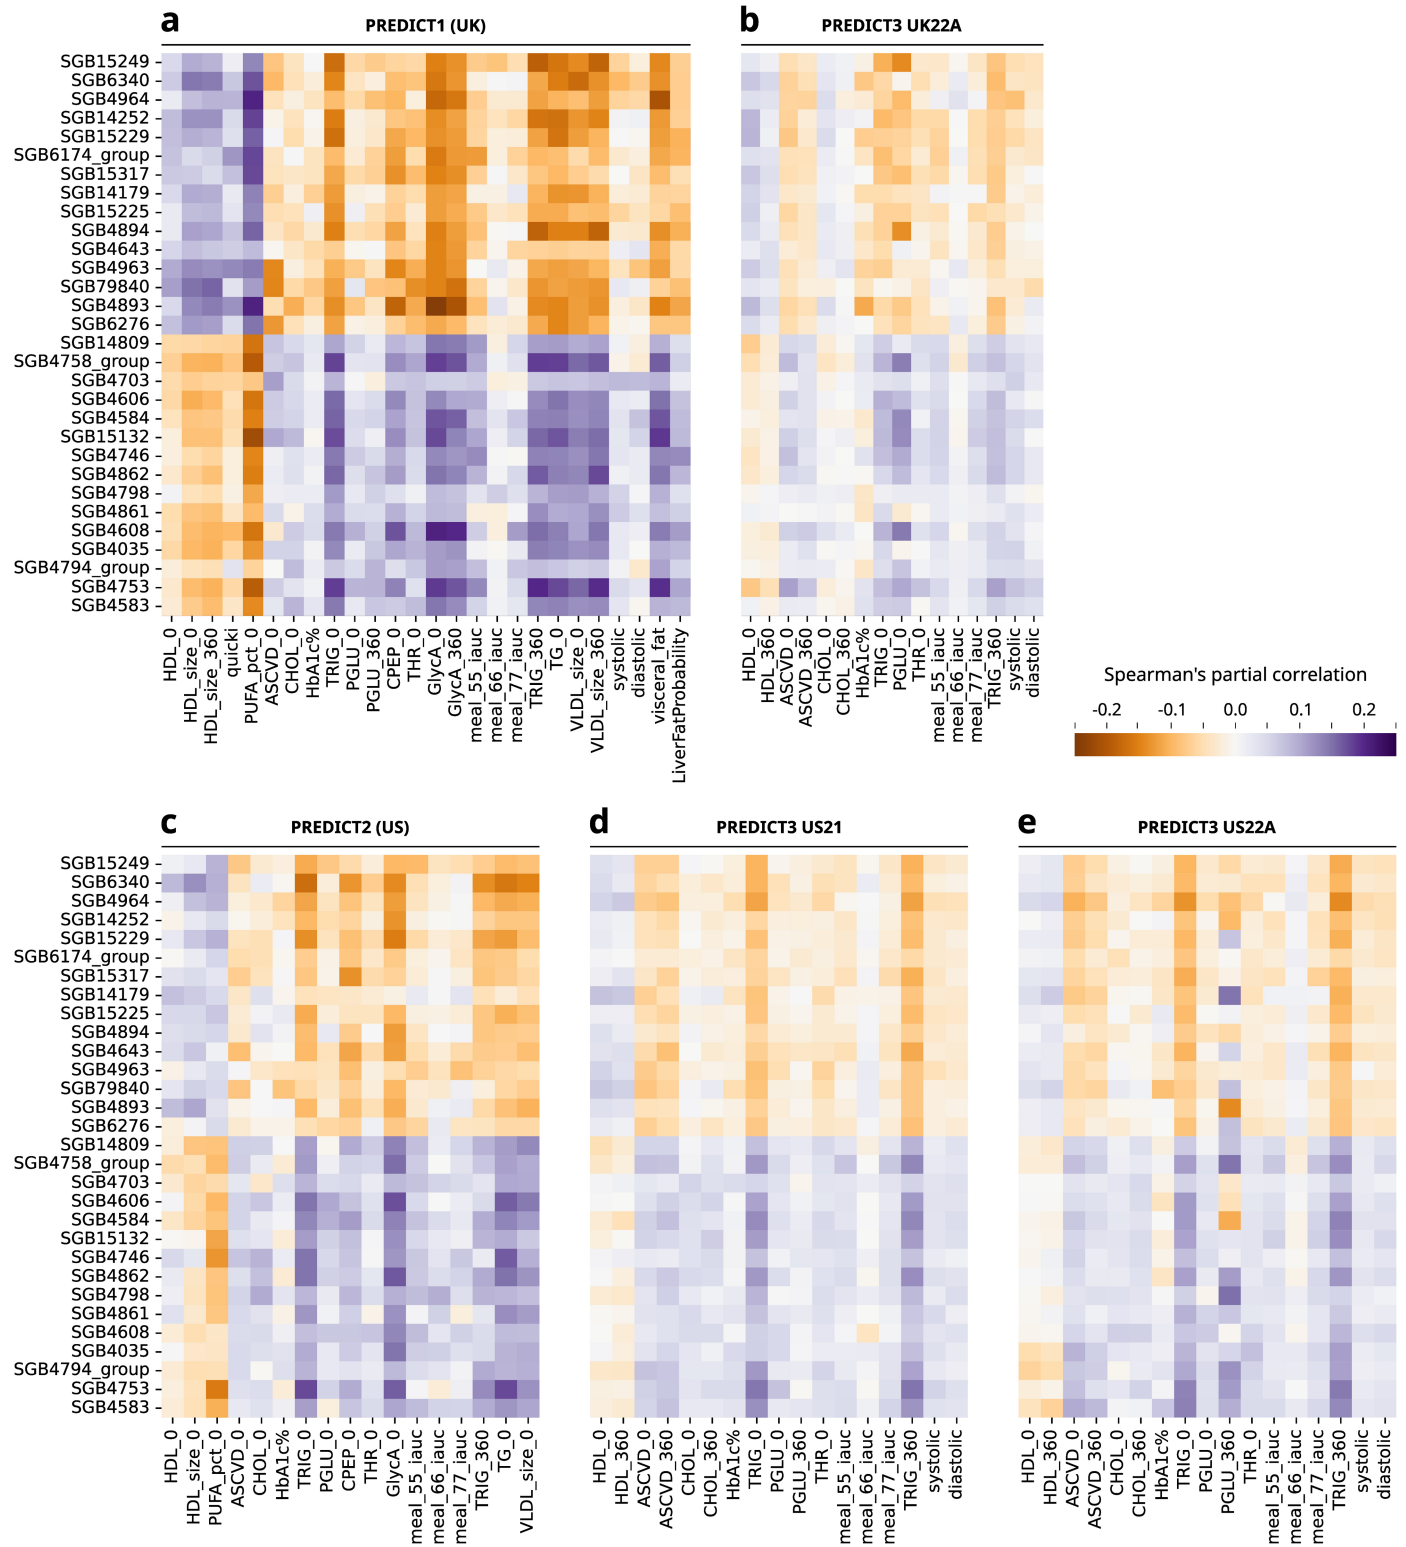 a
PREDICT1 (UK)
b
PREDICT3 UK22A
SGB15249
SGB6340
SGB4964
SGB14252
SGB15229
SGB6174_group
SGB15317
SGB14179
SGB15225
SGB4894
SGB4643
SGB4963
SGB79840
SGB4893
SGB6276
SGB14809
SGB4758_group
SGB4703
SGB4606
SGB4584
SGB15132
SGB4746
SGB4862
SGB4798
SGB4861
SGB4608
SGB4035
SGB4794_group
SGB4753
SGB4583
HDL_0
HDL_size_0
HDL_size_360
quicki
PUFA_pct_0
ASCVD_0
CHOL_0
HbA1c%
TRIG_0
PGLU_0
PGLU_360
CPEP_0
THR_0
GlycA_0
GlycA_360
meal_55_iauc
meal_66_iauc
meal_77_iauc
TRIG_360
TG_0
VLDL_size_0
VLDL_size_360
systolic
diastolic
visceral_fat
LiverFatProbability
HDL_0
HDL_360
ASCVD_0
ASCVD_360
CHOL_0
CHOL_360
HbA1c%
TRIG_0
PGLU_0
THR_0
meal_55_iauc
meal_66_iauc
meal_77_iauc
TRIG_360
systolic
diastolic
Spearman's partial correlation
-0.2 -0.1 0.0 0.1 0.2
c
PREDICT2 (US)
d
PREDICT3 US21
e
PREDICT3 US22A
SGB15249
SGB6340
SGB4964
SGB14252
SGB15229
SGB6174_group
SGB15317
SGB14179
SGB15225
SGB4894
SGB4643
SGB4963
SGB79840
SGB4893
SGB6276
SGB14809
SGB4758_group
SGB4703
SGB4606
SGB4584
SGB15132
SGB4746
SGB4862
SGB4798
SGB4861
SGB4608
SGB4035
SGB4794_group
SGB4753
SGB4583
HDL_0
HDL_size_0
PUFA_pct_0
ASCVD_0
CHOL_0
HbA1c%
TRIG_0
PGLU_0
CPEP_0
THR_0
GlycA_0
meal_55_iauc
meal_66_iauc
meal_77_iauc
TRIG_360
TG_0
VLDL_size_0
HDL_0
HDL_360
ASCVD_0
ASCVD_360
CHOL_0
CHOL_360
HbA1c%
TRIG_0
PGLU_0
PGLU_360
THR_0
meal_55_iauc
meal_66_iauc
meal_77_iauc
TRIG_360
systolic
diastolic
HDL_0
HDL_360
ASCVD_0
ASCVD_360
CHOL_0
CHOL_360
HbA1c%
TRIG_0
PGLU_0
PGLU_360
THR_0
meal_55_iauc
meal_66_iauc
meal_77_iauc
TRIG_360
systolic
diastolic